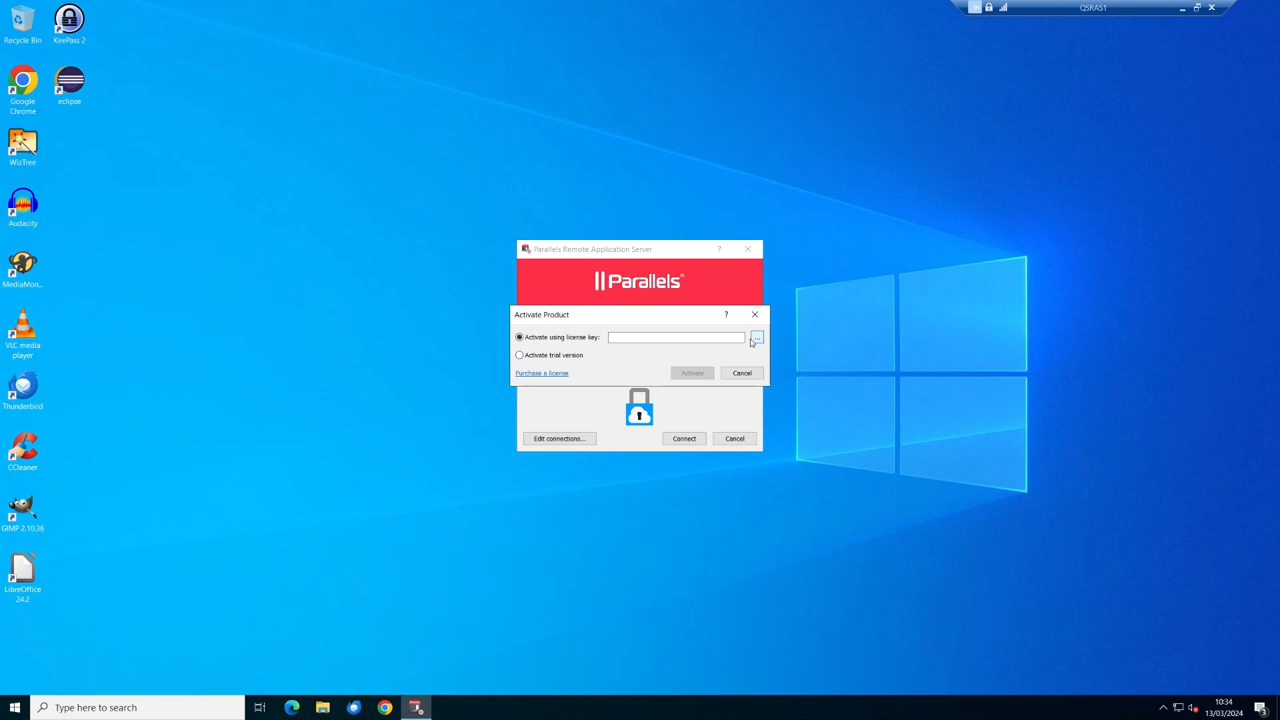 QSRAS1
Recycle Bin
KeePass 2
Google
Chrome
eclipse
WizTree
Audacity
MediaMon...
VLC media
player
Thunderbird
CCleaner
GIMP 2.10.36
LibreOffice
24.2
Parallels Remote Application Server
?
Parallels®
Activate Product
?
Activate using license key:
...
Activate trial version
Purchase a license
Activate
Cancel
Edit connections...
Connect
Cancel
Type here to search
10:34
13/03/2024
3